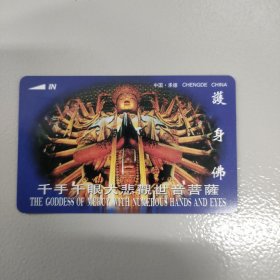 IN
中国·承德 CHENGDE CHINA
護身佛
千手千眼大悲觀世音菩薩
THE GODDESS OF MERCY WITH NUMEROUS HANDS AND EYES